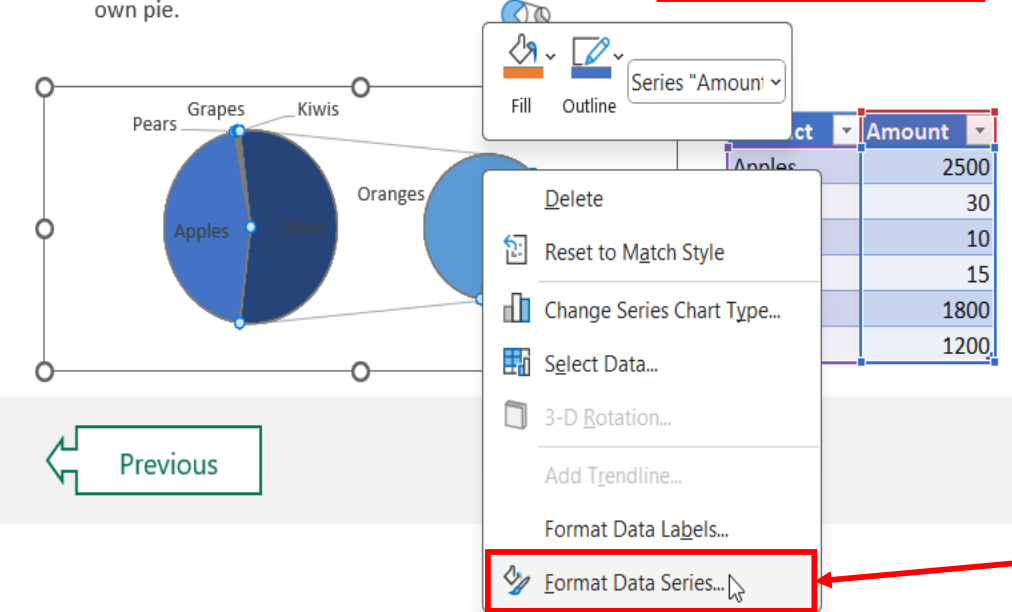 own pie.
Fill
Outline
Series "Amount
Grapes
Kiwis
Pears
Oranges
Apples
Other
ct Amount
Apples 2500
30
10
15
1800
1200
Delete
Reset to Match Style
Change Series Chart Type...
Select Data...
3-D Rotation...
Add Trendline...
Format Data Labels...
Format Data Series...
Previous